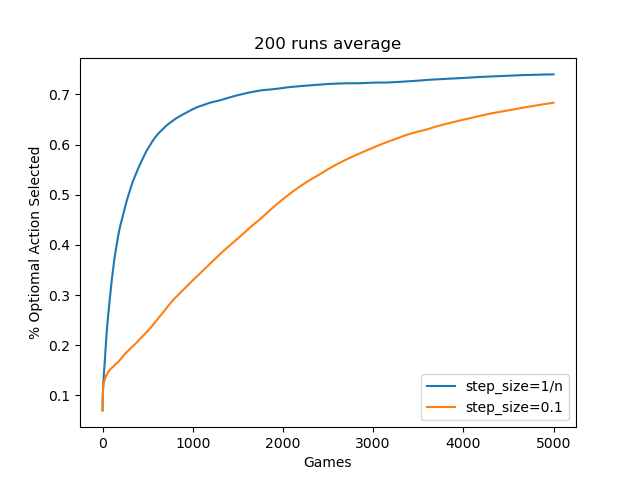 200 runs average
% Optiomal Action Selected
0.7
0.6
0.5
0.4
0.3
0.2
0.1
step_size=1/n
step_size=0.1
0 1000 2000 3000 4000 5000
Games